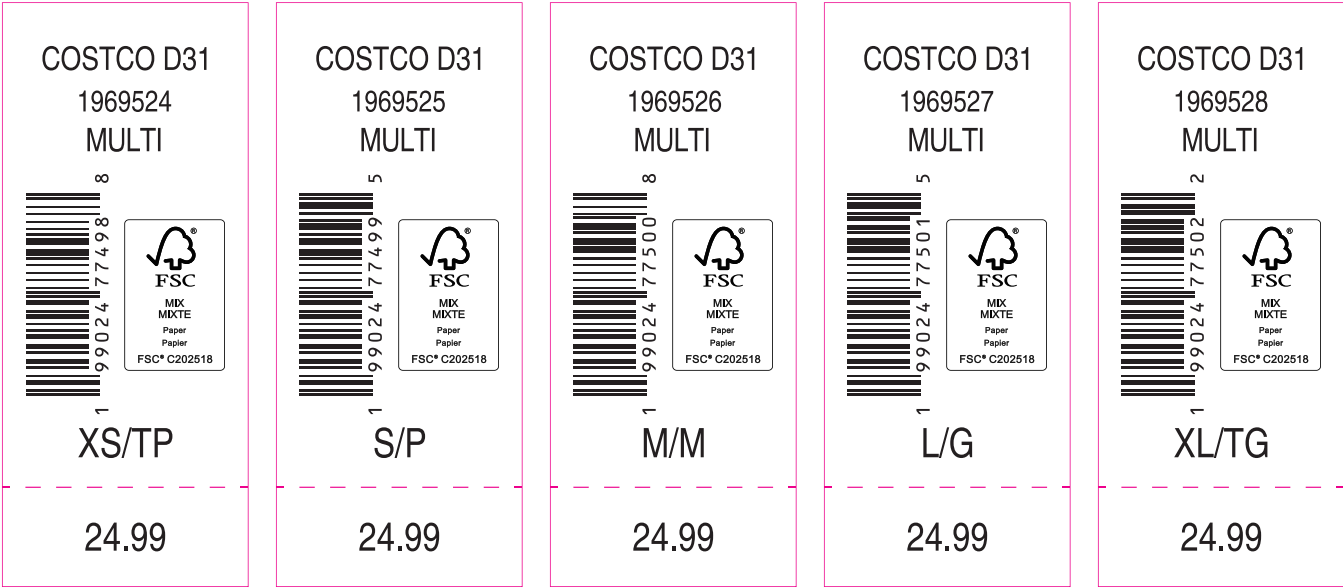 COSTCO D31
1969524
MULTI
1 99024 77498 8
FSC®
MIX
MIXTE
Paper
Papier
FSC® C202518
XS/TP
24.99
COSTCO D31
1969525
MULTI
1 99024 77499 5
FSC®
MIX
MIXTE
Paper
Papier
FSC® C202518
S/P
24.99
COSTCO D31
1969526
MULTI
1 99024 77500 8
FSC®
MIX
MIXTE
Paper
Papier
FSC® C202518
M/M
24.99
COSTCO D31
1969527
MULTI
1 99024 77501 5
FSC®
MIX
MIXTE
Paper
Papier
FSC® C202518
L/G
24.99
COSTCO D31
1969528
MULTI
1 99024 77502 2
FSC®
MIX
MIXTE
Paper
Papier
FSC® C202518
XL/TG
24.99